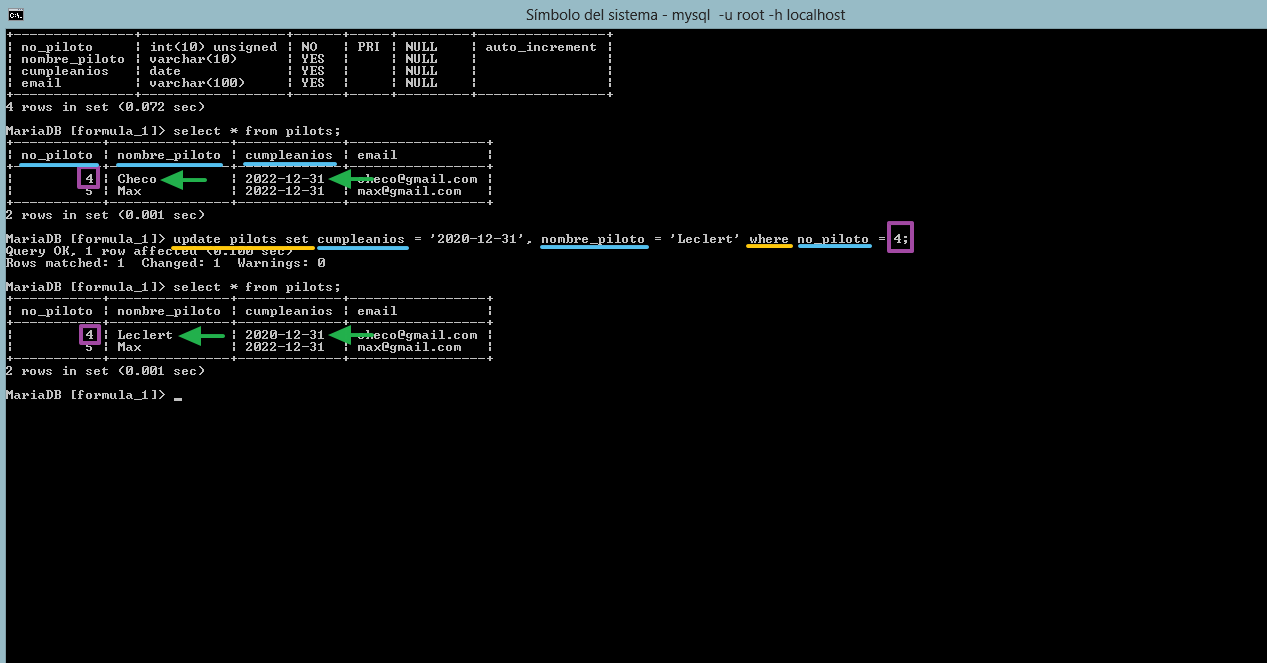 Símbolo del sistema - mysql -u root -h localhost
| no_piloto | int(10) unsigned | NO | PRI | NULL | auto_increment |
| nombre_piloto | varchar(10) | YES | | NULL | |
| cumpleanios | date | YES | | NULL | |
| email | varchar(100) | YES | | NULL | |
4 rows in set (0.072 sec)
MariaDB [formula_1]> select * from pilots;
| no_piloto | nombre_piloto | cumpleanios | email |
| 4 | Checo | 2022-12-31 | checo@gmail.com |
| 5 | Max | 2022-12-31 | max@gmail.com |
2 rows in set (0.001 sec)
MariaDB [formula_1]> update pilots set cumpleanios = '2020-12-31', nombre_piloto = 'Leclert' where no_piloto = 4;
Query OK, 1 row affected (0.100 sec)
Rows matched: 1 Changed: 1 Warnings: 0
MariaDB [formula_1]> select * from pilots;
| no_piloto | nombre_piloto | cumpleanios | email |
| 4 | Leclert | 2020-12-31 | checo@gmail.com |
| 5 | Max | 2022-12-31 | max@gmail.com |
2 rows in set (0.001 sec)
MariaDB [formula_1]> _